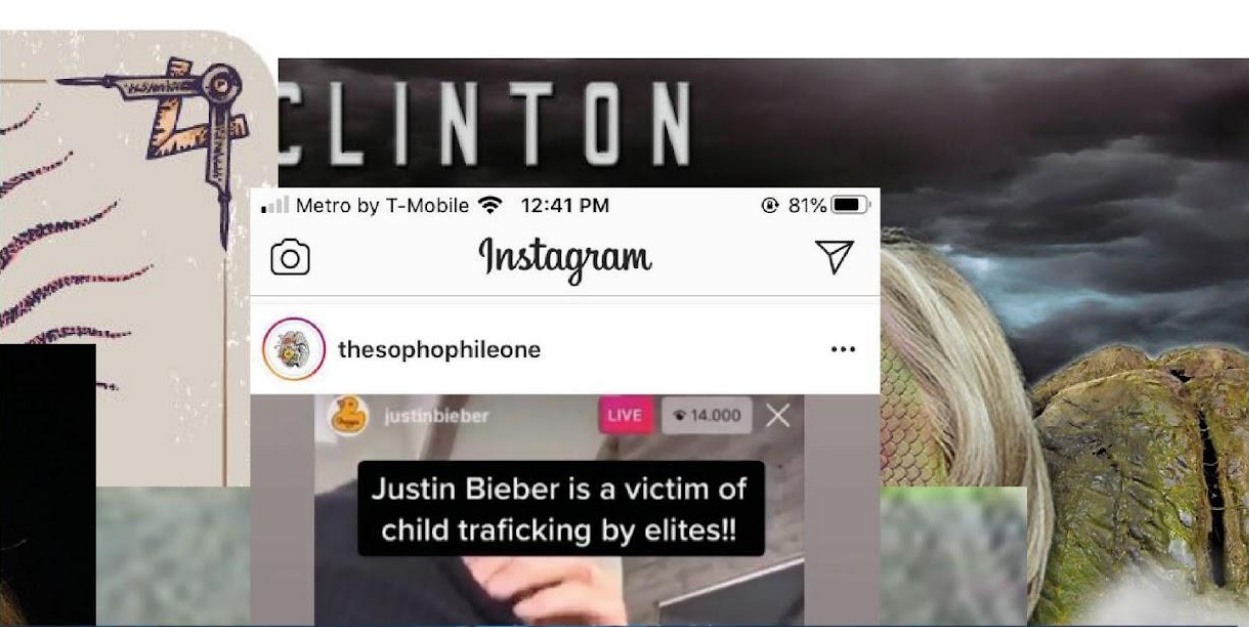 CLINTON
Metro by T-Mobile 12:41 PM 81%
Instagram
thesophophileone
justinbieber LIVE 14.000
Justin Bieber is a victim of
child traficking by elites!!